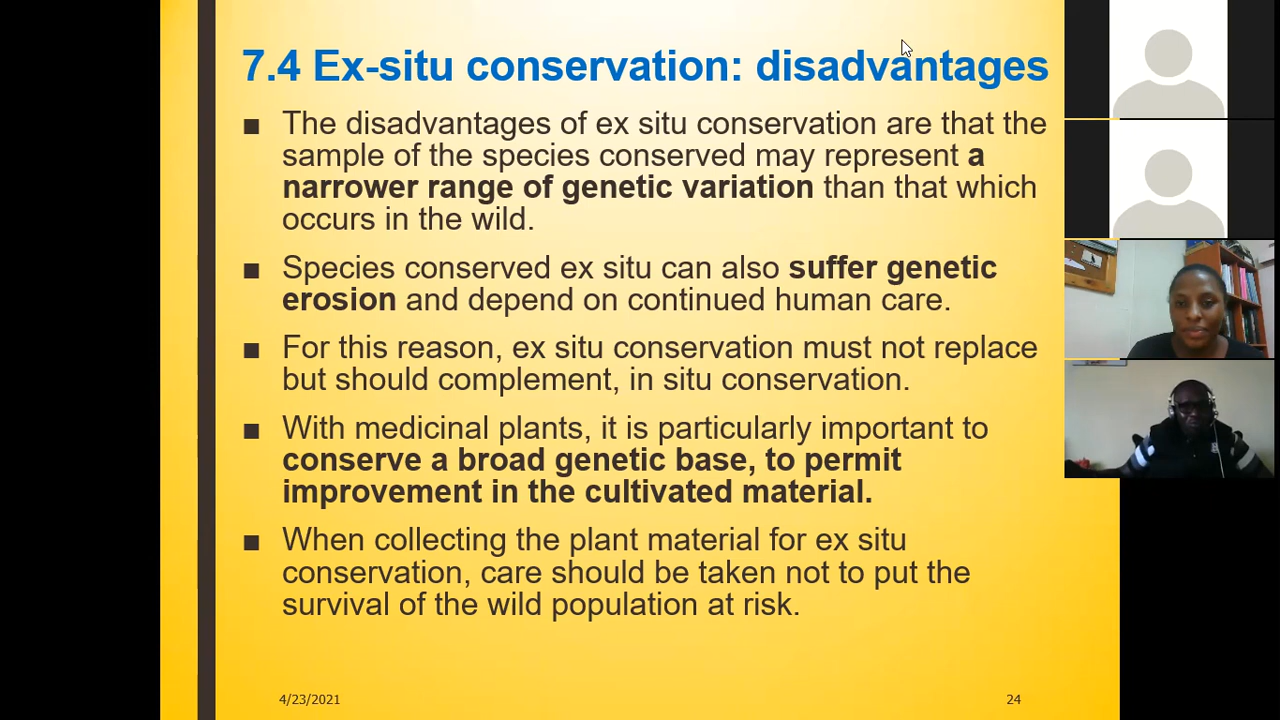 7.4 Ex-situ conservation: disadvantages
■ The disadvantages of ex situ conservation are that the
sample of the species conserved may represent a
narrower range of genetic variation than that which
occurs in the wild.
■ Species conserved ex situ can also suffer genetic
erosion and depend on continued human care.
■ For this reason, ex situ conservation must not replace
but should complement, in situ conservation.
■ With medicinal plants, it is particularly important to
conserve a broad genetic base, to permit
improvement in the cultivated material.
■ When collecting the plant material for ex situ
conservation, care should be taken not to put the
survival of the wild population at risk.
4/23/2021
24